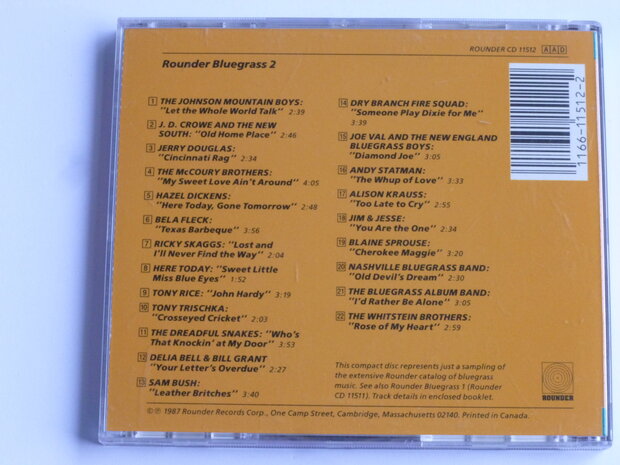 ROUNDER CD 11512 AAD
Rounder Bluegrass 2
1 THE JOHNSON MOUNTAIN BOYS:
"Let the Whole World Talk" 2:39
2 J. D. CROWE AND THE NEW
SOUTH: "Old Home Place" 2:46
3 JERRY DOUGLAS:
"Cincinnati Rag" 2:34
4 THE McCOURY BROTHERS:
"My Sweet Love Ain't Around" 4:05
5 HAZEL DICKENS:
"Here Today, Gone Tomorrow" 2:48
6 BELA FLECK:
"Texas Barbeque" 3:56
7 RICKY SKAGGS: "Lost and
I'll Never Find the Way" 2:04
8 HERE TODAY: "Sweet Little
Miss Blue Eyes" 1:52
9 TONY RICE: "John Hardy" 3:19
10 TONY TRISCHKA:
"Crosseyed Cricket" 2:03
11 THE DREADFUL SNAKES: "Who's
That Knockin' at My Door" 3:53
12 DELIA BELL & BILL GRANT
"Your Letter's Overdue" 2:27
13 SAM BUSH:
"Leather Britches" 3:40
14 DRY BRANCH FIRE SQUAD:
"Someone Play Dixie for Me"
3:39
15 JOE VAL AND THE NEW ENGLAND
BLUEGRASS BOYS:
"Diamond Joe" 3:05
16 ANDY STATMAN:
"The Whup of Love" 3:33
17 ALISON KRAUSS:
"Too Late to Cry" 2:55
18 JIM & JESSE:
"You Are the One" 2:34
19 BLAINE SPROUSE:
"Cherokee Maggie" 3:20
20 NASHVILLE BLUEGRASS BAND:
"Old Devil's Dream" 2:30
21 THE BLUEGRASS ALBUM BAND:
"I'd Rather Be Alone" 3:05
22 THE WHITSTEIN BROTHERS:
"Rose of My Heart" 2:59
1166-11512-2
This compact disc represents just a sampling of
the extensive Rounder catalog of bluegrass
music. See also Rounder Bluegrass 1 (Rounder
CD 11511). Track details in enclosed booklet.
ROUNDER
©℗ 1987 Rounder Records Corp., One Camp Street, Cambridge, Massachusetts 02140. Printed in Canada.